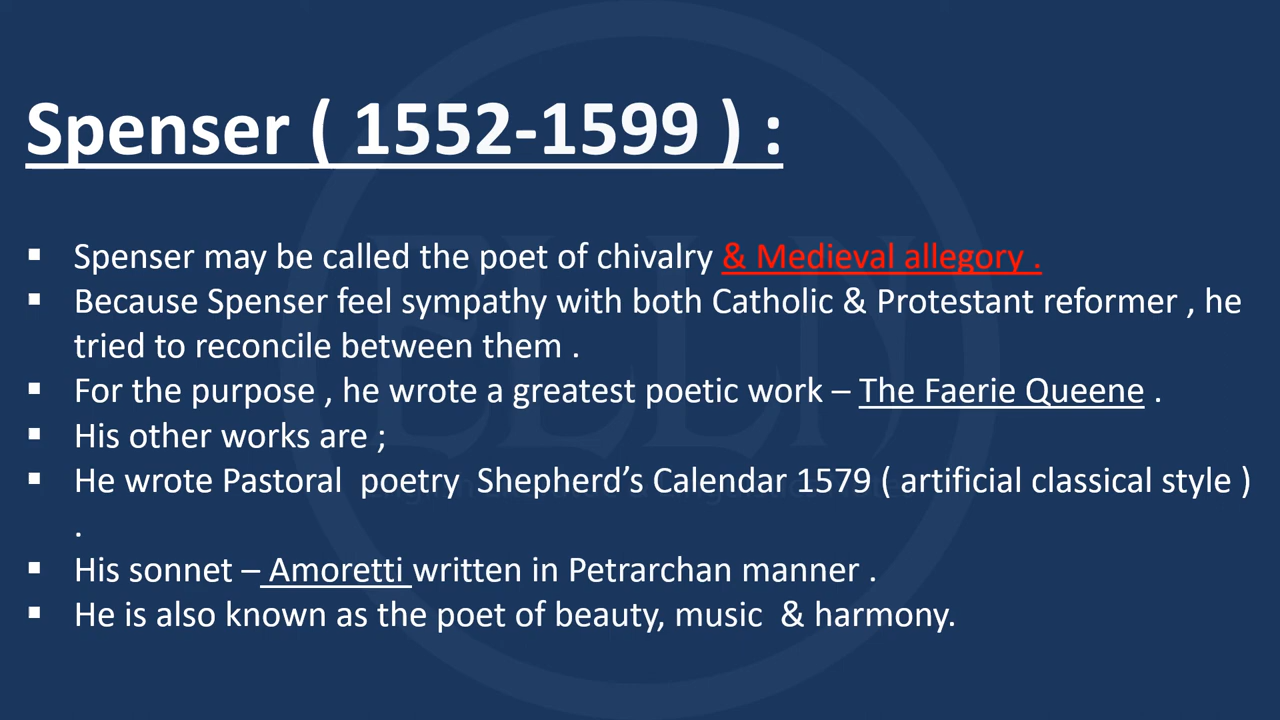 Spenser ( 1552-1599 ) :
▪ Spenser may be called the poet of chivalry & Medieval allegory .
▪ Because Spenser feel sympathy with both Catholic & Protestant reformer , he
tried to reconcile between them .
▪ For the purpose , he wrote a greatest poetic work – The Faerie Queene .
▪ His other works are ;
▪ He wrote Pastoral poetry Shepherd’s Calendar 1579 ( artificial classical style )
.
▪ His sonnet – Amoretti written in Petrarchan manner .
▪ He is also known as the poet of beauty, music & harmony.
ELLN